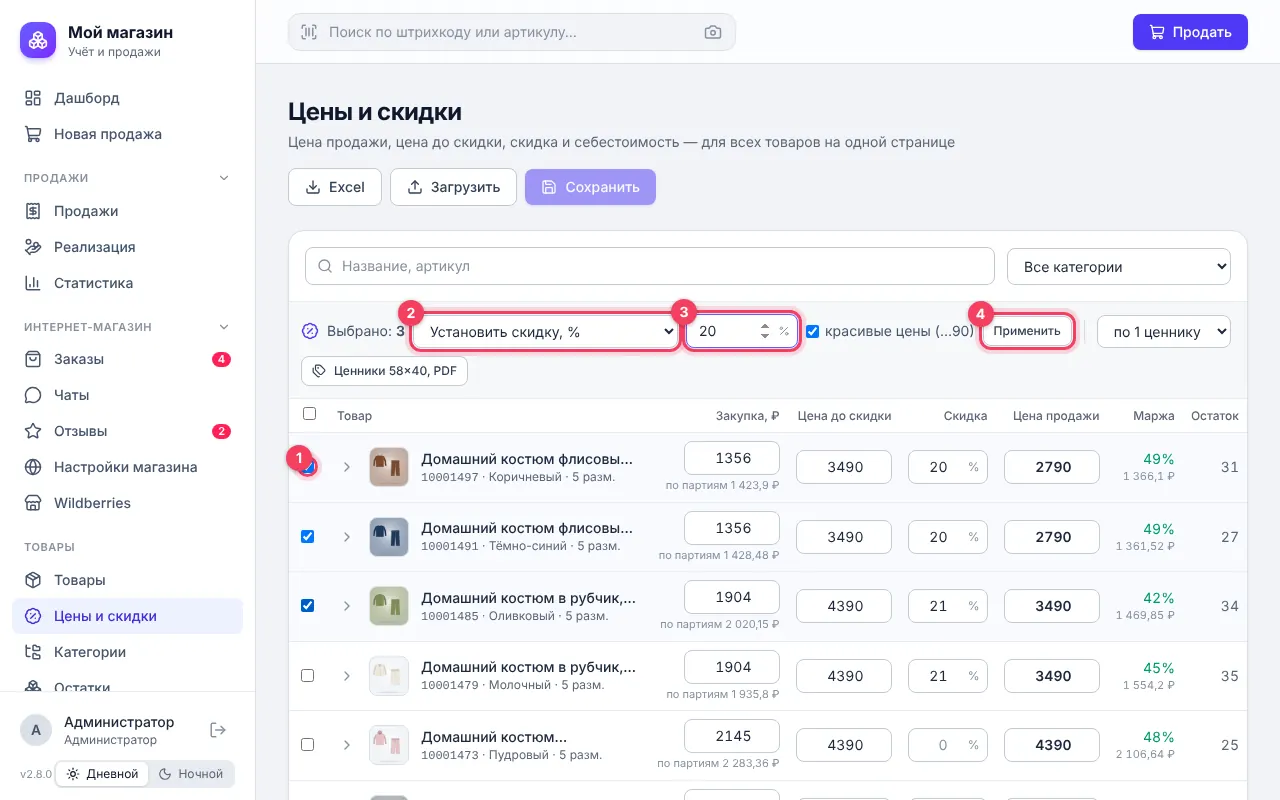 Мой магазин
Учёт и продажи
Поиск по штрихкоду или артикулу...
Продать
Дашборд
Новая продажа
ПРОДАЖИ
Продажи
Реализация
Статистика
ИНТЕРНЕТ-МАГАЗИН
Заказы 4
Чаты
Отзывы 2
Настройки магазина
Wildberries
ТОВАРЫ
Товары
Цены и скидки
Категории
Остатки
А Администратор
Администратор
v2.8.0 Дневной Ночной
Цены и скидки
Цена продажи, цена до скидки, скидка и себестоимость — для всех товаров на одной странице
Excel Загрузить Сохранить
Название, артикул Все категории
2 3 4
Выбрано: 3 Установить скидку, % 20 % красивые цены (...90) Применить по 1 ценнику
Ценники 58×40, PDF
Товар Закупка, ₽ Цена до скидки Скидка Цена продажи Маржа Остаток
1
Домашний костюм флисовы... 1356 3490 20 % 2790 49% 31
10001497 · Коричневый · 5 разм. по партиям 1 423,9 ₽ 1 366,1 ₽
Домашний костюм флисовы... 1356 3490 20 % 2790 49% 27
10001491 · Тёмно-синий · 5 разм. по партиям 1 428,48 ₽ 1 361,52 ₽
Домашний костюм в рубчик,... 1904 4390 21 % 3490 42% 34
10001485 · Оливковый · 5 разм. по партиям 2 020,15 ₽ 1 469,85 ₽
Домашний костюм в рубчик,... 1904 4390 21 % 3490 45% 35
10001479 · Молочный · 5 разм. по партиям 1 935,8 ₽ 1 554,2 ₽
Домашний костюм... 2145 4390 0 % 4390 48% 25
10001473 · Пудровый · 5 разм. по партиям 2 283,36 ₽ 2 106,64 ₽